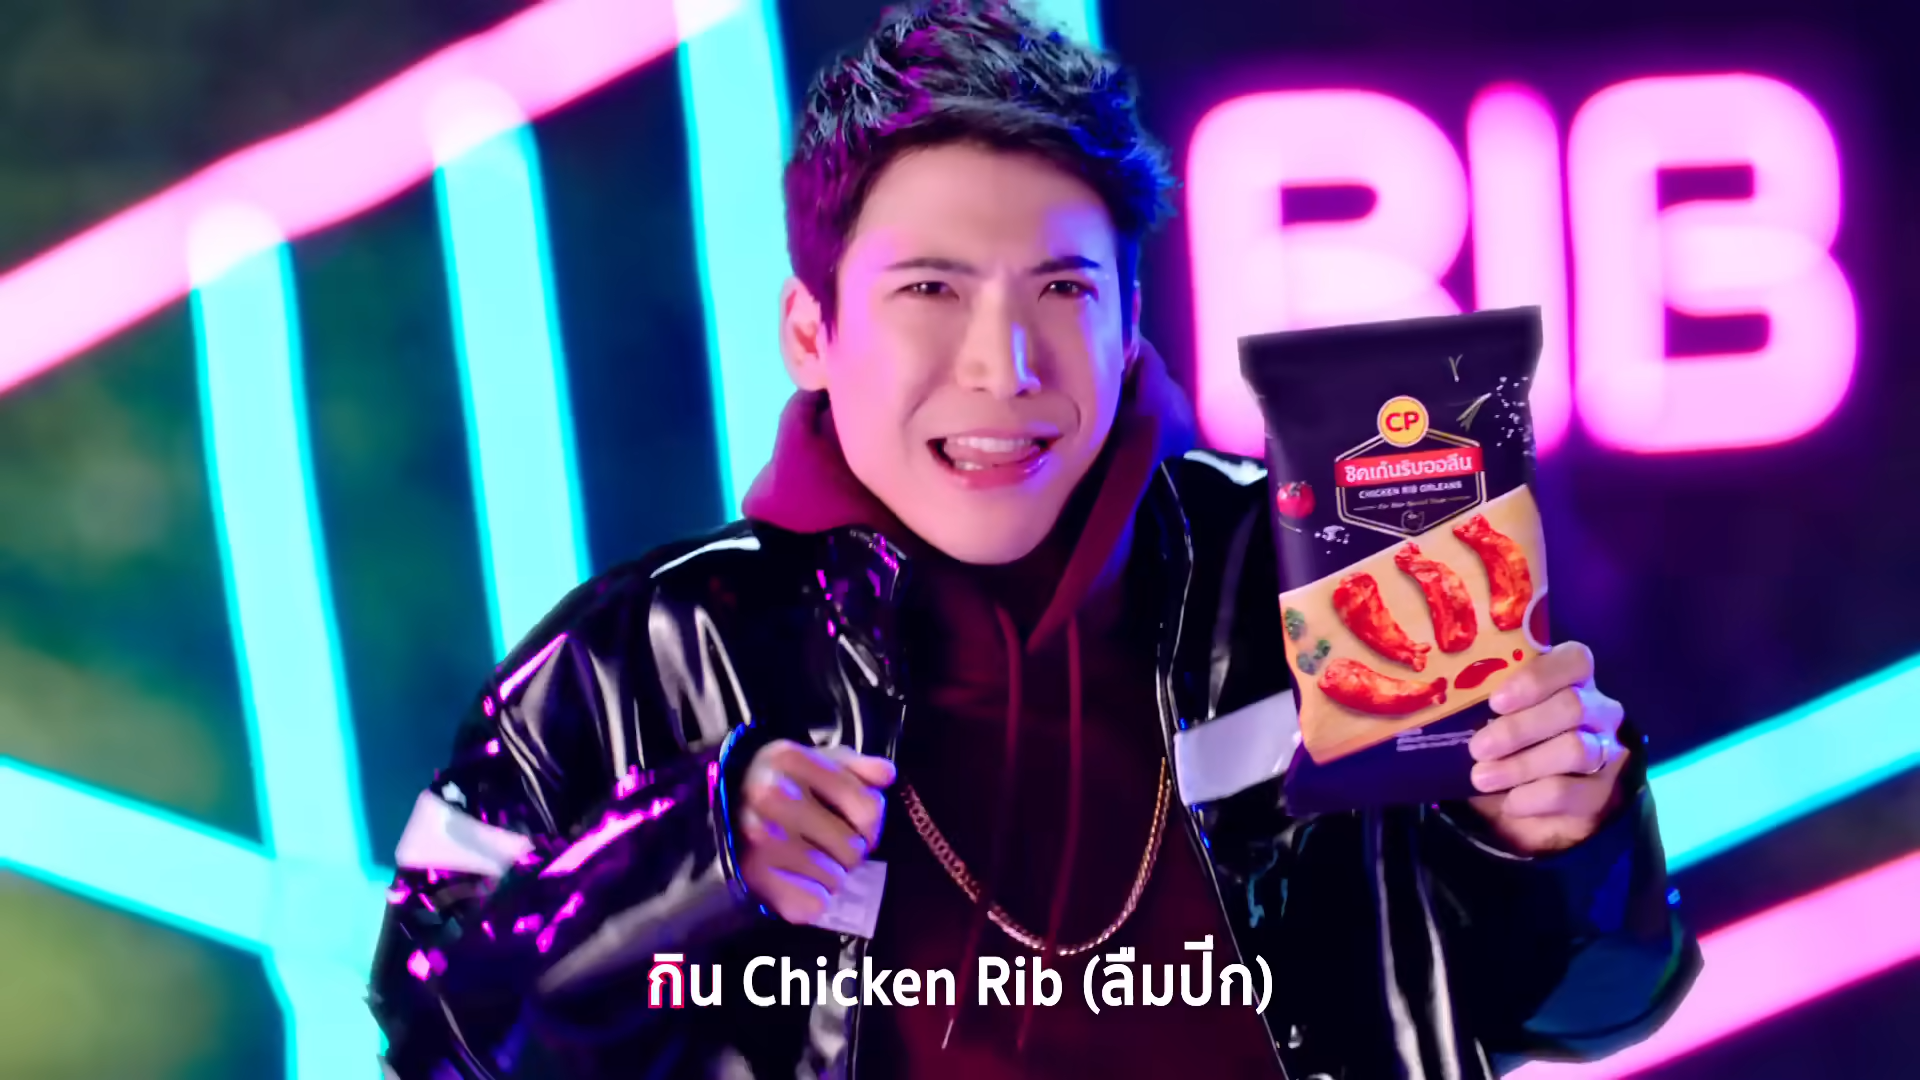 RIB
CP
ชิคเก้นริบออลีน
CHICKEN RIB ORLEANS
กิน Chicken Rib (ลืมปีก)